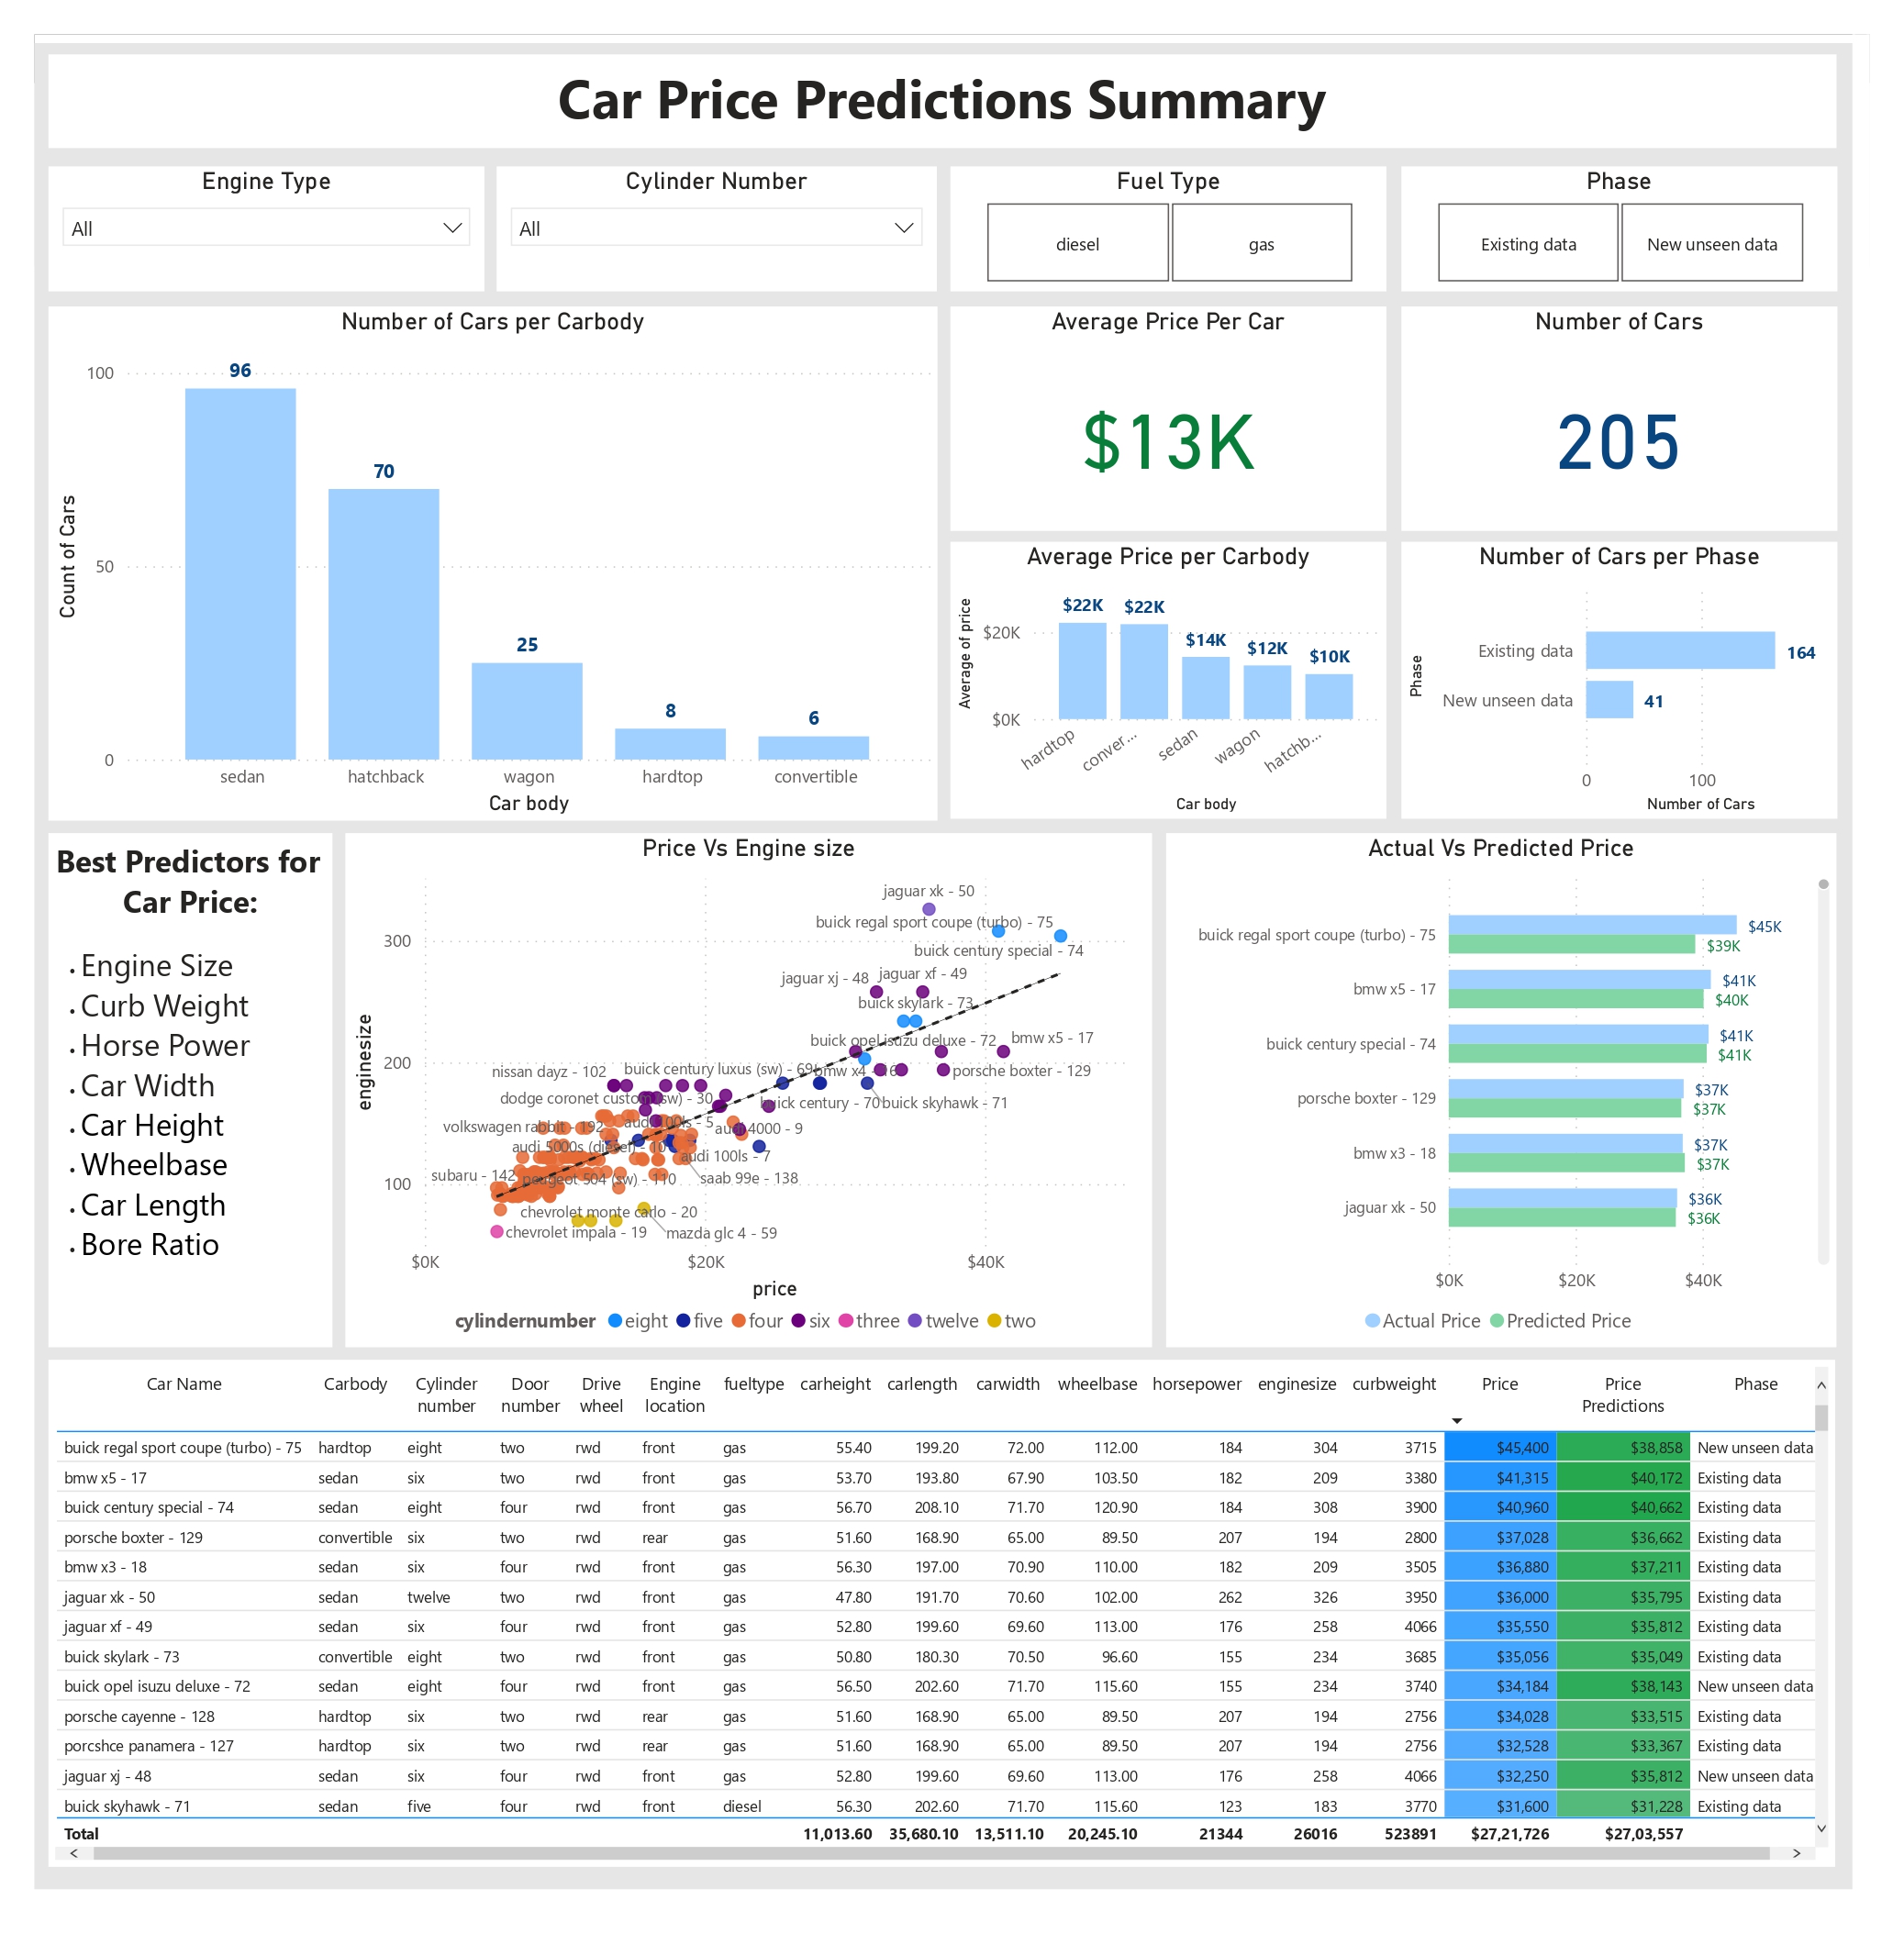 Car Price Predictions Summary
Engine Type
All
Cylinder Number
All
Fuel Type
diesel
gas
Phase
Existing data
New unseen data
Number of Cars per Carbody
Count of Cars
100
50
0
96
70
25
8
6
sedan
hatchback
wagon
hardtop
convertible
Car body
Average Price Per Car
$13K
Number of Cars
205
Average Price per Carbody
Average of price
$20K
$0K
$22K
$22K
$14K
$12K
$10K
hardtop
conver...
sedan
wagon
hatchb...
Car body
Number of Cars per Phase
Phase
Existing data
164
New unseen data
41
0
100
Number of Cars
Best Predictors for
Car Price:
• Engine Size
• Curb Weight
• Horse Power
• Car Width
• Car Height
• Wheelbase
• Car Length
• Bore Ratio
Price Vs Engine size
enginesize
300
200
100
jaguar xk - 50
buick regal sport coupe (turbo) - 75
buick century special - 74
jaguar xj - 48
jaguar xf - 49
buick skylark - 73
buick opel isuzu deluxe - 72
bmw x5 - 17
nissan dayz - 102
buick century luxus (sw) - 69
bmw x4 - 16
porsche boxter - 129
dodge coronet custom (sw) - 30
buick century - 70
buick skyhawk - 71
volkswagen rabbit - 192
audi 100ls - 5
audi 4000 - 9
audi 5000s (diesel) - 10
audi 100ls - 7
subaru - 142
peugeot 504 (sw) - 110
saab 99e - 138
chevrolet monte carlo - 20
chevrolet impala - 19
mazda glc 4 - 59
$0K
$20K
$40K
price
cylindernumber
eight
five
four
six
three
twelve
two
Actual Vs Predicted Price
buick regal sport coupe (turbo) - 75
$45K
$39K
bmw x5 - 17
$41K
$40K
buick century special - 74
$41K
$41K
porsche boxter - 129
$37K
$37K
bmw x3 - 18
$37K
$37K
jaguar xk - 50
$36K
$36K
$0K
$20K
$40K
Actual Price
Predicted Price
Car Name Carbody Cylinder number Door number Drive wheel Engine location fueltype carheight carlength carwidth wheelbase horsepower enginesize curbweight Price Price Predictions Phase
buick regal sport coupe (turbo) - 75 hardtop eight two rwd front gas 55.40 199.20 72.00 112.00 184 304 3715 $45,400 $38,858 New unseen data
bmw x5 - 17 sedan six two rwd front gas 53.70 193.80 67.90 103.50 182 209 3380 $41,315 $40,172 Existing data
buick century special - 74 sedan eight four rwd front gas 56.70 208.10 71.70 120.90 184 308 3900 $40,960 $40,662 Existing data
porsche boxter - 129 convertible six two rwd rear gas 51.60 168.90 65.00 89.50 207 194 2800 $37,028 $36,662 Existing data
bmw x3 - 18 sedan six four rwd front gas 56.30 197.00 70.90 110.00 182 209 3505 $36,880 $37,211 Existing data
jaguar xk - 50 sedan twelve two rwd front gas 47.80 191.70 70.60 102.00 262 326 3950 $36,000 $35,795 Existing data
jaguar xf - 49 sedan six four rwd front gas 52.80 199.60 69.60 113.00 176 258 4066 $35,550 $35,812 Existing data
buick skylark - 73 convertible eight two rwd front gas 50.80 180.30 70.50 96.60 155 234 3685 $35,056 $35,049 Existing data
buick opel isuzu deluxe - 72 sedan eight four rwd front gas 56.50 202.60 71.70 115.60 155 234 3740 $34,184 $38,143 New unseen data
porsche cayenne - 128 hardtop six two rwd rear gas 51.60 168.90 65.00 89.50 207 194 2756 $34,028 $33,515 Existing data
porcshce panamera - 127 hardtop six two rwd rear gas 51.60 168.90 65.00 89.50 207 194 2756 $32,528 $33,367 Existing data
jaguar xj - 48 sedan six four rwd front gas 52.80 199.60 69.60 113.00 176 258 4066 $32,250 $35,812 New unseen data
buick skyhawk - 71 sedan five four rwd front diesel 56.30 202.60 71.70 115.60 123 183 3770 $31,600 $31,228 Existing data
Total 11,013.60 35,680.10 13,511.10 20,245.10 21344 26016 523891 $27,21,726 $27,03,557